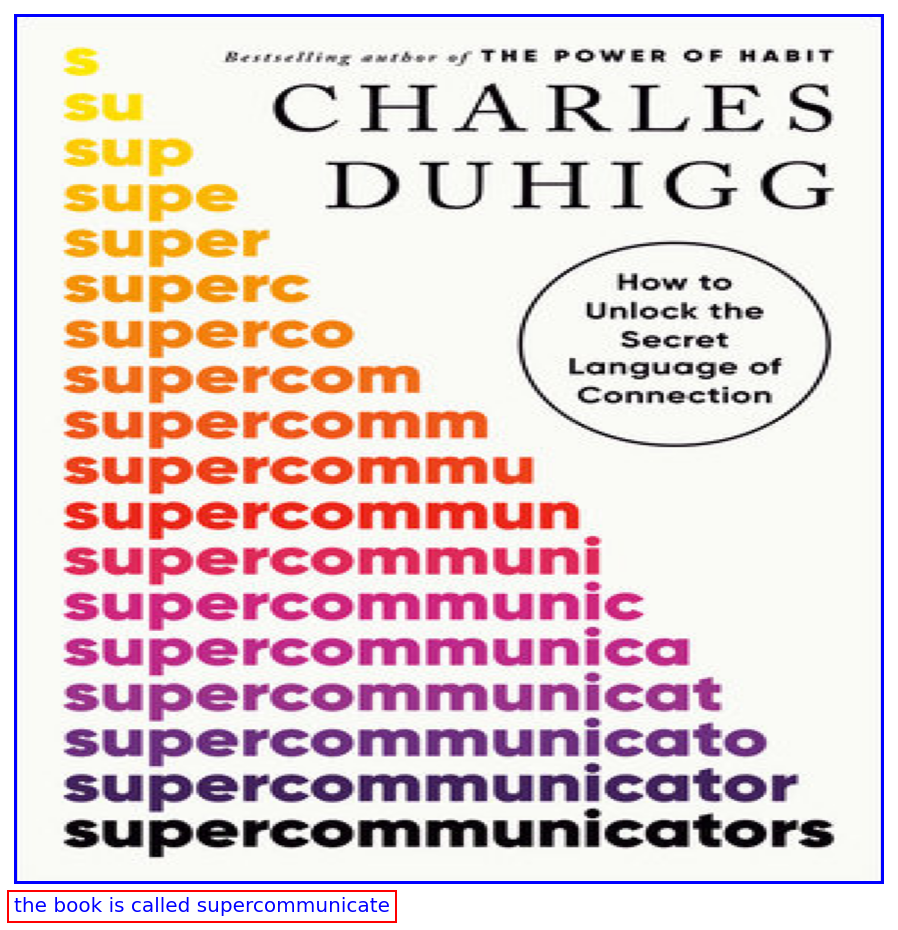 s
Bestselling author of THE POWER OF HABIT
su
CHARLES
sup
supe
DUHIGG
super
superc
How to
Unlock the
Secret
Language of
Connection
superco
supercom
supercomm
supercommu
supercommun
supercommuni
supercommunic
supercommunica
supercommunicat
supercommunicato
supercommunicator
supercommunicators
the book is called supercommunicate